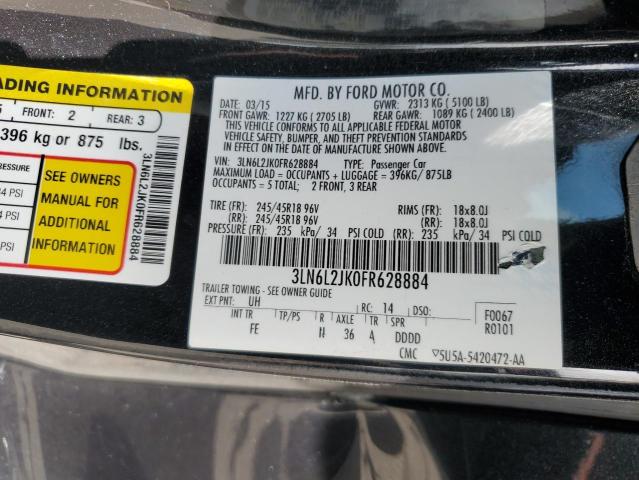 ADING INFORMATION
5 FRONT: 2 REAR: 3
396 kg or 875 lbs.
RESSURE
4 PSI
4 PSI
PSI
SEE OWNERS
MANUAL FOR
ADDITIONAL
INFORMATION
3LN6L2JK0FR628884
MFD. BY FORD MOTOR CO.
03/15 GVWR: 2313 KG ( 5100 LB)
FRONT GAWR: 1227 KG ( 2705 LB) REAR GAWR: 1089 KG ( 2400 LB)
THIS VEHICLE CONFORMS TO ALL APPLICABLE FEDERAL MOTOR
VEHICLE SAFETY, BUMPER, AND THEFT PREVENTION STANDARDS
IN EFFECT ON THE DATE OF MANUFACTURE SHOWN ABOVE.
VIN: 3LN6L2JK0FR628884 TYPE: Passenger Car
MAXIMUM LOAD = OCCUPANTS + LUGGAGE = 396KG/ 875LB
OCCUPANTS = 5 TOTAL; 2 FRONT, 3 REAR
TIRE (FR): 245/45R18 96V RIMS (FR): 18x8.0J
(RR): 245/45R18 96V (RR): 18x8.0J
PRESSURE (FR): 235 kPa/ 34 PSI COLD (RR): 235 kPa/ 34 PSI COLD
3LN6L2JK0FR628884
TRAILER TOWING - SEE OWNER GUIDE
EXT PNT: UH RC: 14 DSO:
INT TR TP/PS R AXLE TR SPR
FE 36 DDDD
F0067
R0101
CMC 5U5A-5420472-AA